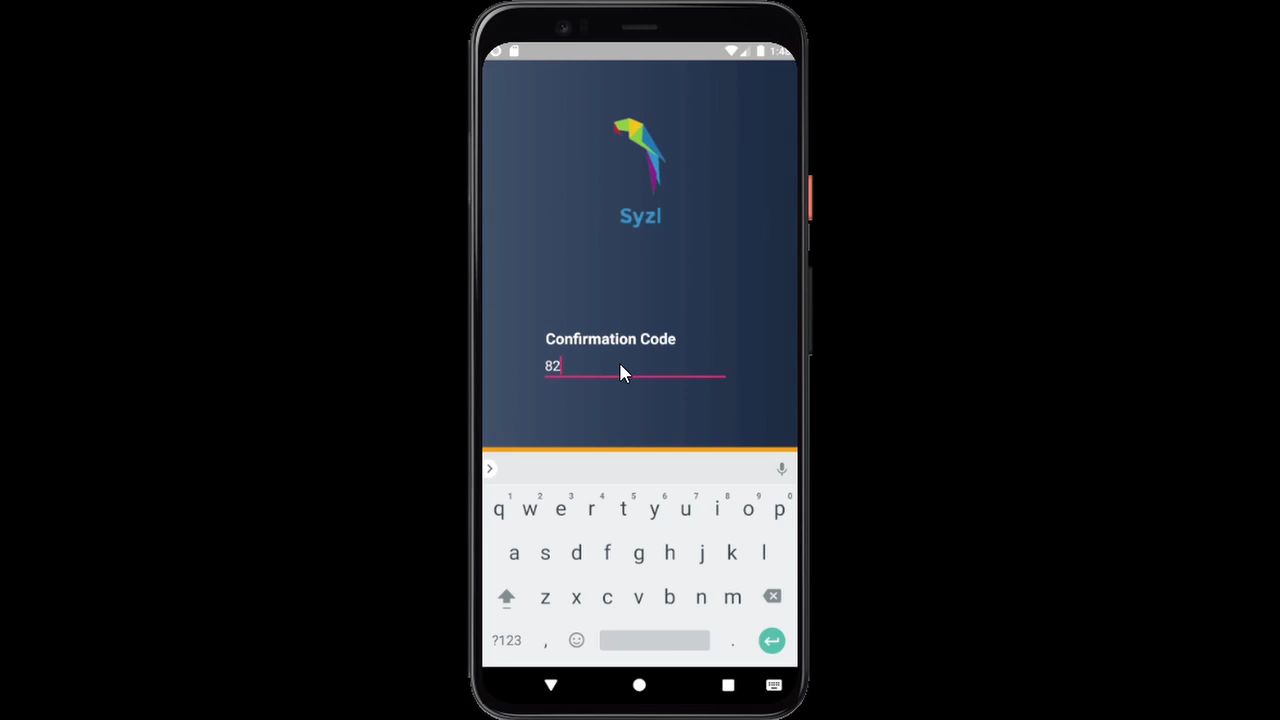 Syzl
Confirmation Code
82
1 2 3 4 5 6 7 8 9 0
q w e r t y u i o p
a s d f g h j k l
z x c v b n m
?123 , .